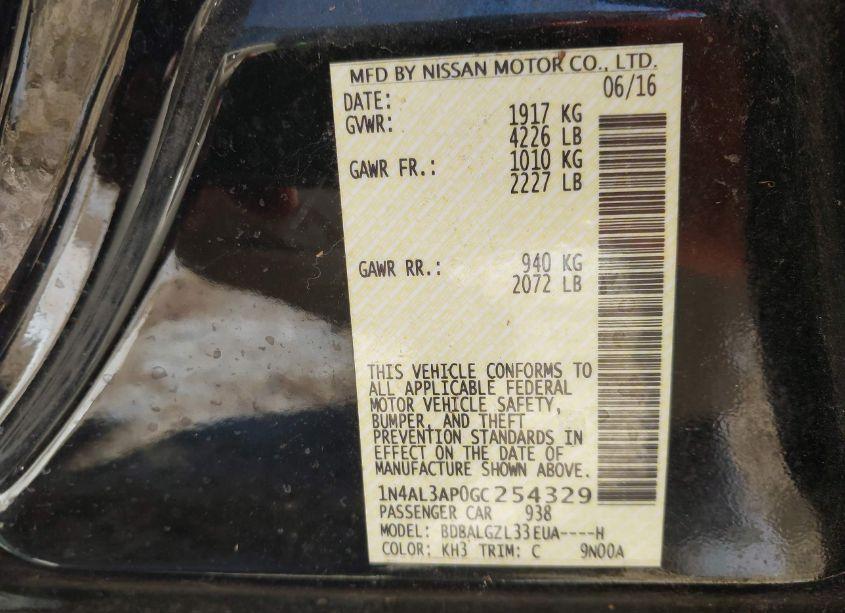 MFD BY NISSAN MOTOR CO., LTD.
DATE: 06/16
GVWR: 1917 KG
4226 LB
GAWR FR.: 1010 KG
2227 LB
GAWR RR.: 940 KG
2072 LB
THIS VEHICLE CONFORMS TO
ALL APPLICABLE FEDERAL
MOTOR VEHICLE SAFETY,
BUMPER, AND THEFT
PREVENTION STANDARDS IN
EFFECT ON THE DATE OF
MANUFACTURE SHOWN ABOVE.
1N4AL3AP0GC254329
PASSENGER CAR 938
MODEL: BDBALGZL33EUA----H
COLOR: KH3 TRIM: C 9N00A